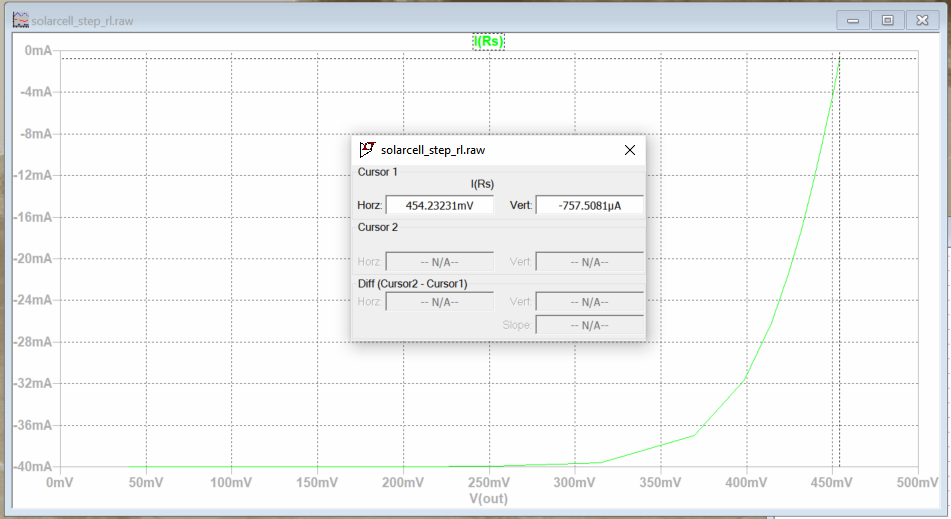 solarcell_step_rl.raw
I(Rs)
0mA
-4mA
-8mA
-12mA
-16mA
-20mA
-24mA
-28mA
-32mA
-36mA
-40mA
0mV 50mV 100mV 150mV 200mV 250mV 300mV 350mV 400mV 450mV 500mV
V(out)
solarcell_step_rl.raw
Cursor 1
I(Rs)
Horz: 454.23231mV Vert: -757.5081µA
Cursor 2
Horz: -- N/A-- Vert: -- N/A--
Diff (Cursor2 - Cursor1)
Horz: -- N/A-- Vert: -- N/A--
Slope: -- N/A--